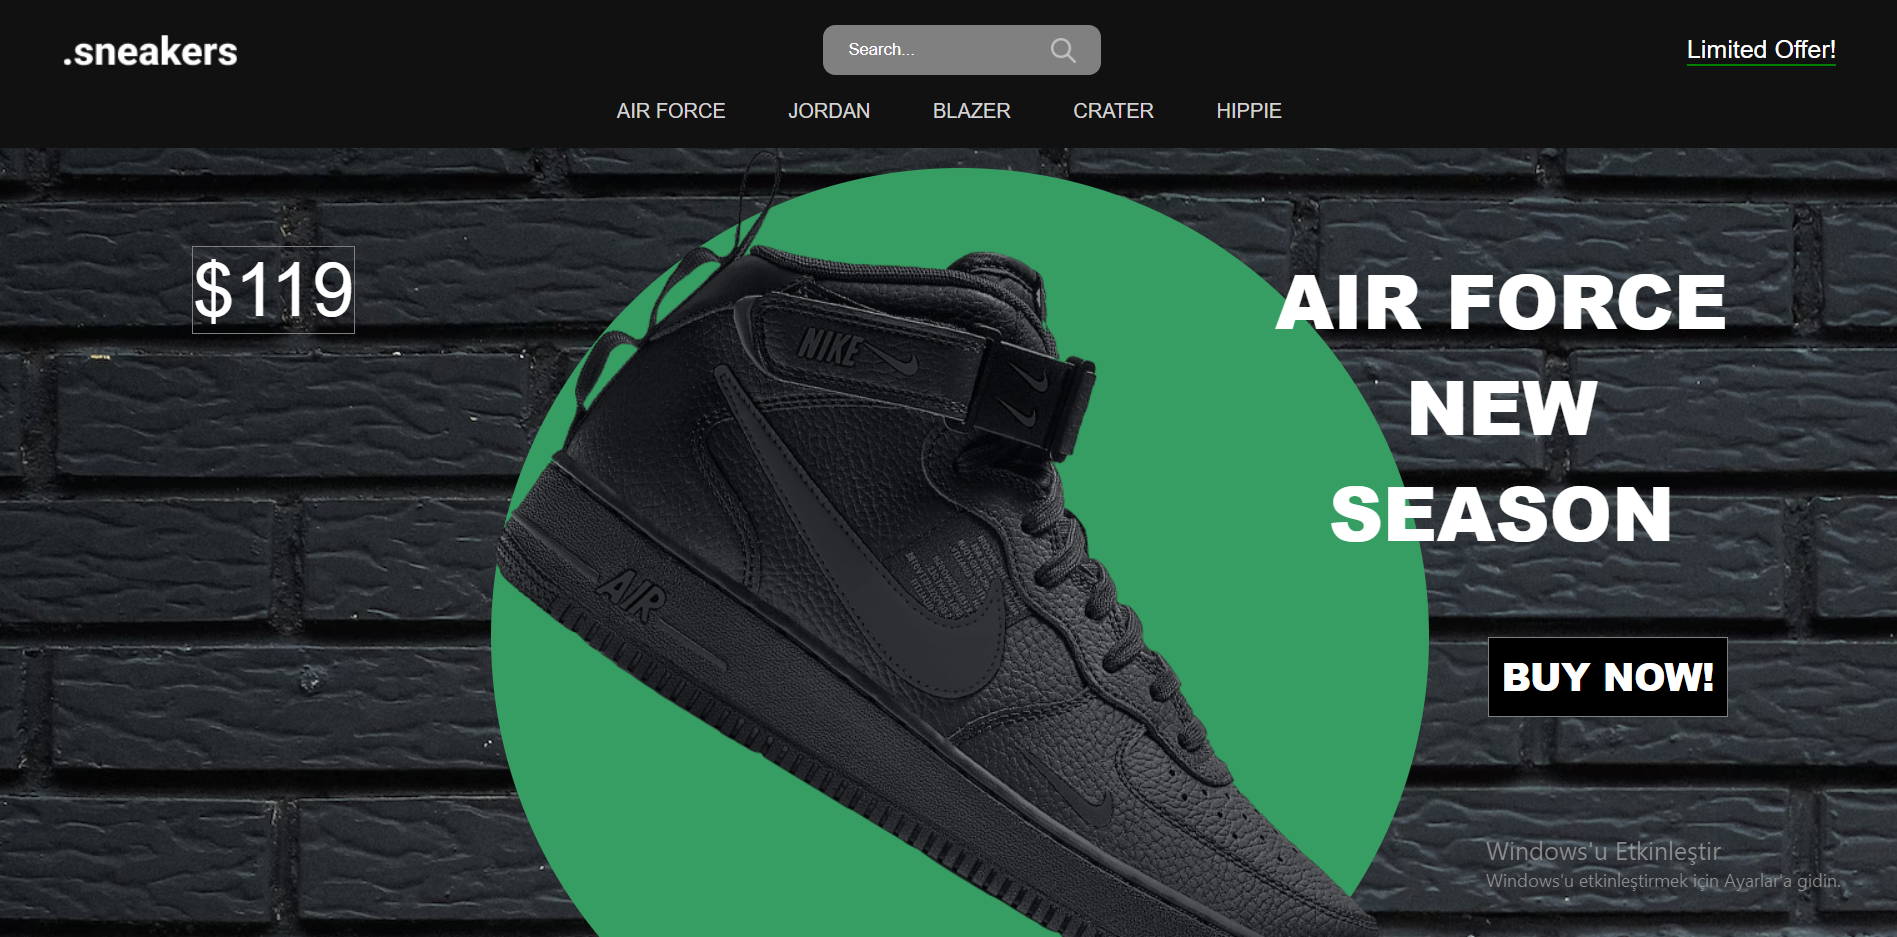 .sneakers
Search...
Limited Offer!
AIR FORCE JORDAN BLAZER CRATER HIPPIE
$119
AIR FORCE
NEW
SEASON
NIKE
AIR
BUY NOW!
Windows'u Etkinleştir
Windows'u etkinleştirmek için Ayarlar'a gidin.